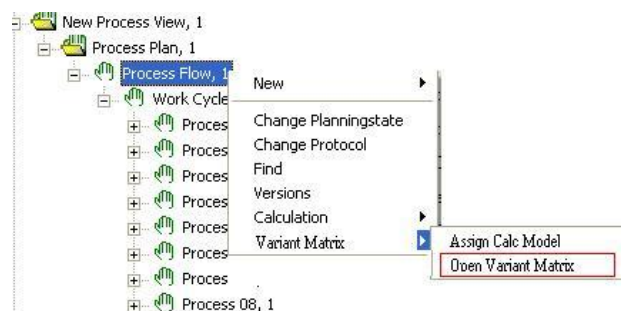 New Process View, 1
Process Plan, 1
Process Flow, 1
Work Cycle
Proces
Proces
Proces
Proces
Proces
Proces
Proces
Process 08, 1
New
Change Planningstate
Change Protocol
Find
Versions
Calculation
Variant Matrix
Assign Calc Model
Open Variant Matrix